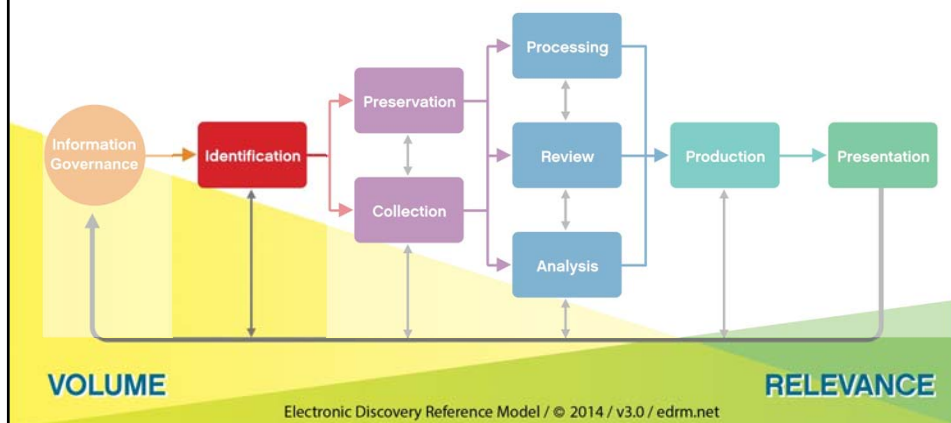 Information
Governance
Identification
Preservation
Collection
Processing
Review
Analysis
Production
Presentation
VOLUME
RELEVANCE
Electronic Discovery Reference Model / © 2014 / v3.0 / edrm.net